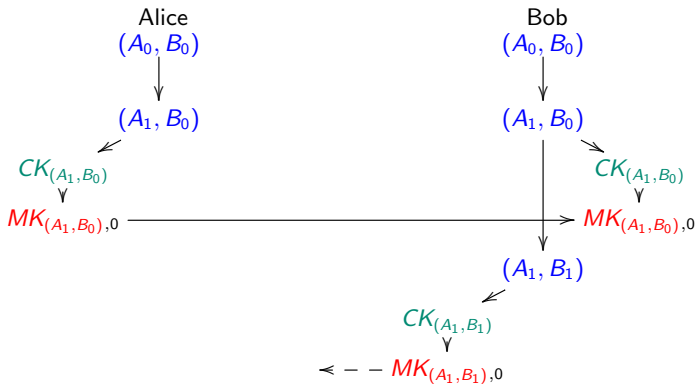 Alice Bob
(A₀, B₀) (A₀, B₀)
(A₁, B₀) (A₁, B₀)
CK₍A₁,B₀₎ CK₍A₁,B₀₎
MK₍A₁,B₀₎,₀ MK₍A₁,B₀₎,₀
(A₁, B₁)
CK₍A₁,B₁₎
MK₍A₁,B₁₎,₀